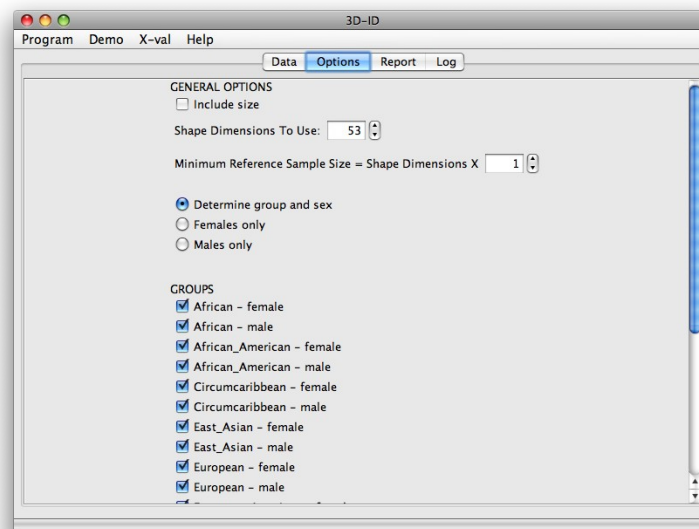 3D-ID
Program Demo X-val Help
Data Options Report Log
GENERAL OPTIONS
Include size
Shape Dimensions To Use: 53
Minimum Reference Sample Size = Shape Dimensions X 1
Determine group and sex
Females only
Males only
GROUPS
African - female
African - male
African_American - female
African_American - male
Circumcaribbean - female
Circumcaribbean - male
East_Asian - female
East_Asian - male
European - female
European - male